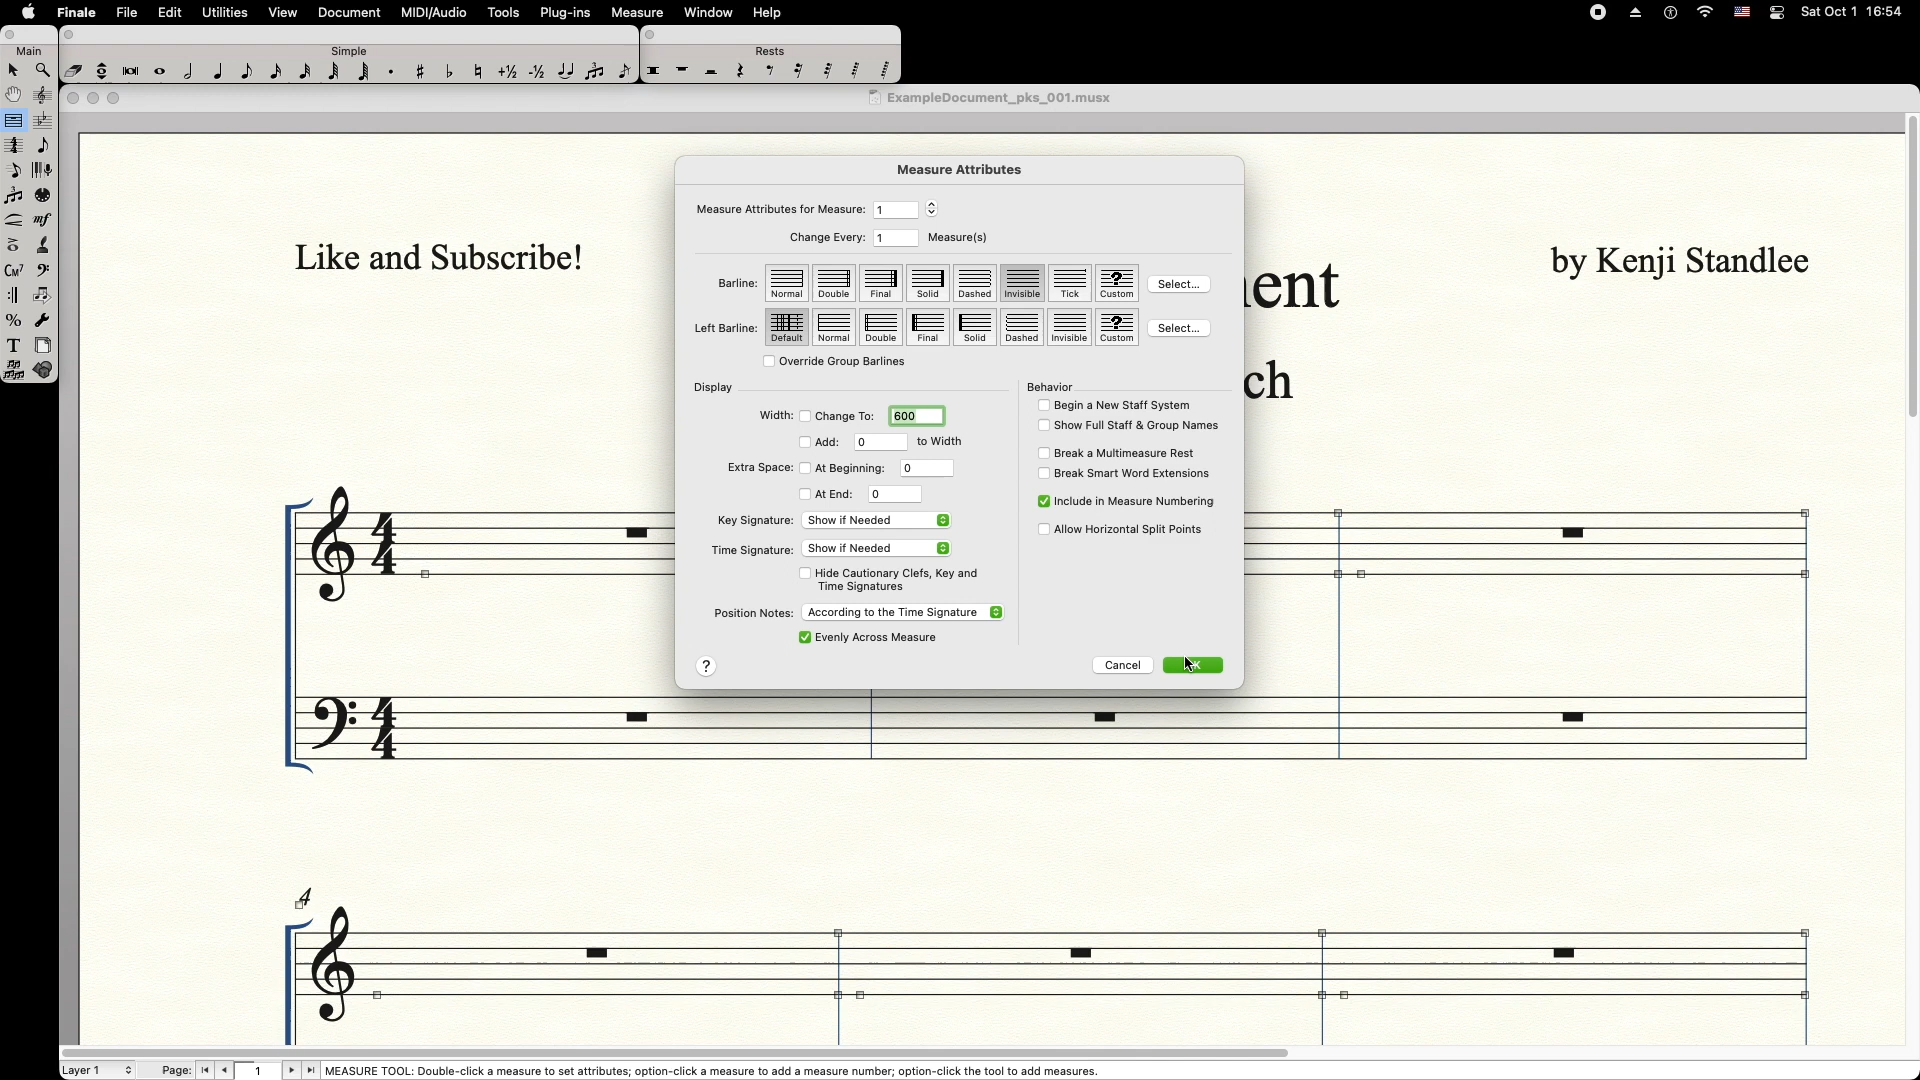 Finale File Edit Utilities View Document MIDI/Audio Tools Plug-ins Measure Window Help Sat Oct 1 16:54
Main Simple Rests
ExampleDocument_pks_001.musx
Measure Attributes
Measure Attributes for Measure: 1
Change Every: 1 Measure(s)
Like and Subscribe!
by Kenji Standlee
ent
ch
Barline: Normal Double Final Solid Dashed Invisible Tick Custom Select...
Left Barline: Default Normal Double Final Solid Dashed Invisible Custom Select...
Override Group Barlines
Display
Width: Change To: 600
Add: 0 to Width
Extra Space: At Beginning: 0
At End: 0
Key Signature: Show if Needed
Time Signature: Show if Needed
Hide Cautionary Clefs, Key and
Time Signatures
Position Notes: According to the Time Signature
Evenly Across Measure
Behavior
Begin a New Staff System
Show Full Staff & Group Names
Break a Multimeasure Rest
Break Smart Word Extensions
Include in Measure Numbering
Allow Horizontal Split Points
? Cancel
4
Layer 1 Page: 1 MEASURE TOOL: Double-click a measure to set attributes; option-click a measure to add a measure number; option-click the tool to add measures.